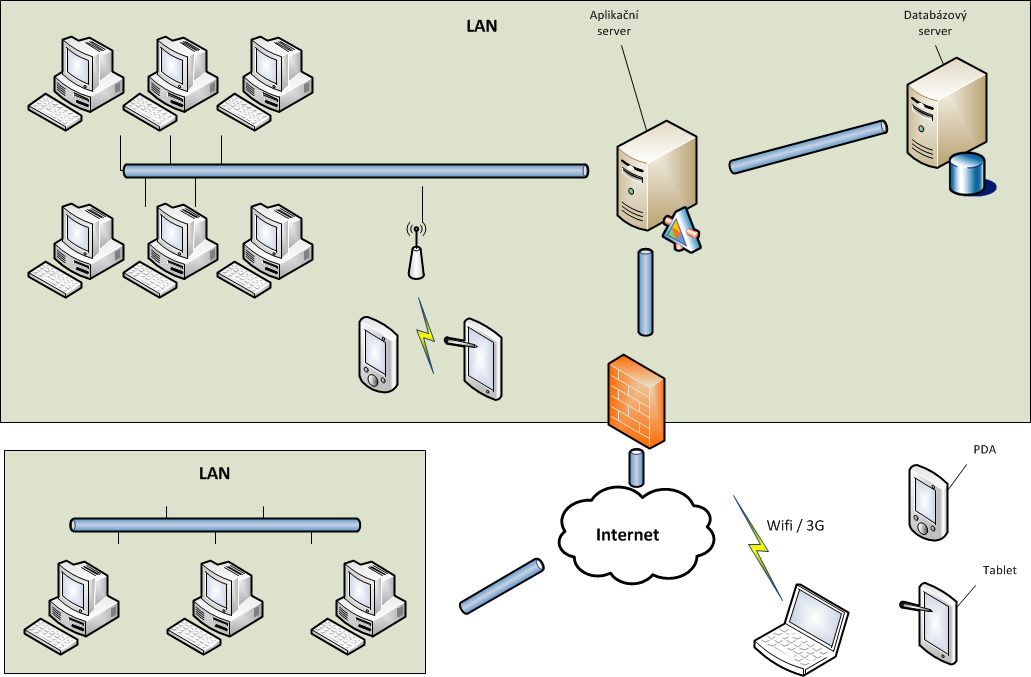 LAN
Aplikační
server
Databázový
server
LAN
Internet
Wifi / 3G
PDA
Tablet